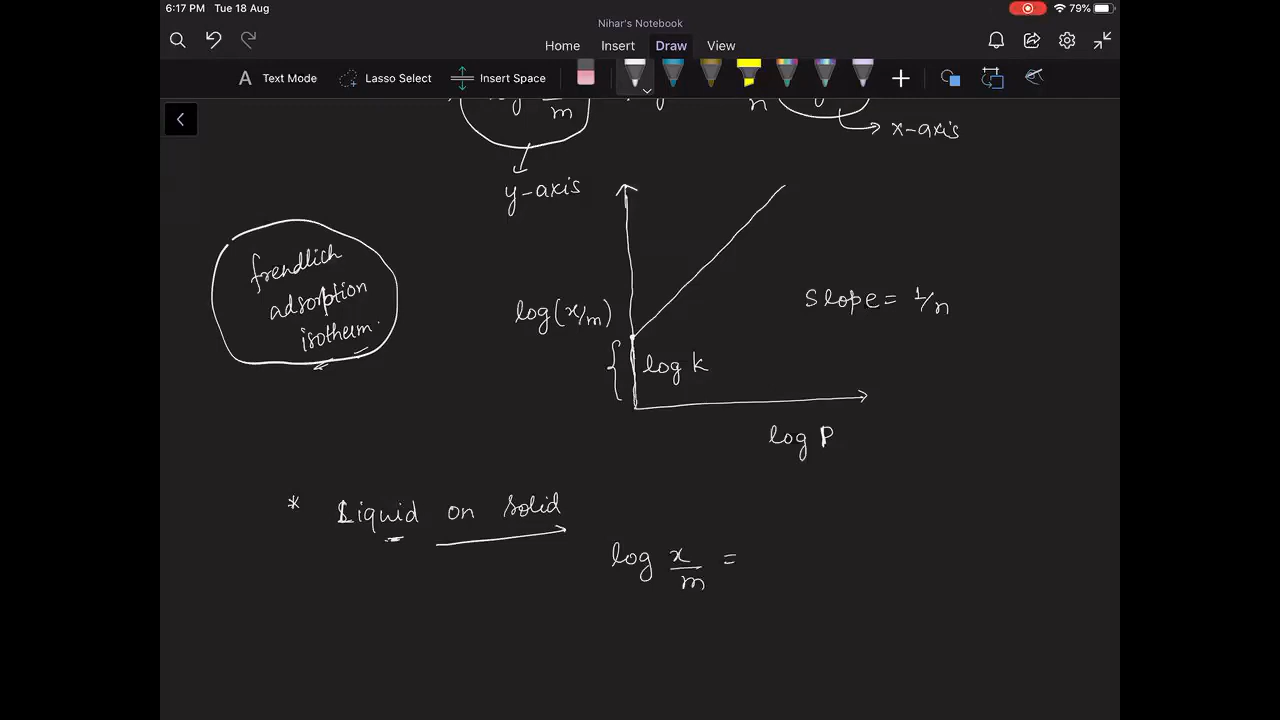 6:17 PM Tue 18 Aug
79%
Nihar's Notebook
Home Insert Draw View
A Text Mode Lasso Select Insert Space
m
n
x-axis
y-axis
frendlich
adsorption
isotherm
log(x/m)
slope = 1/n
log k
log P
* Liquid on solid
log x/m =